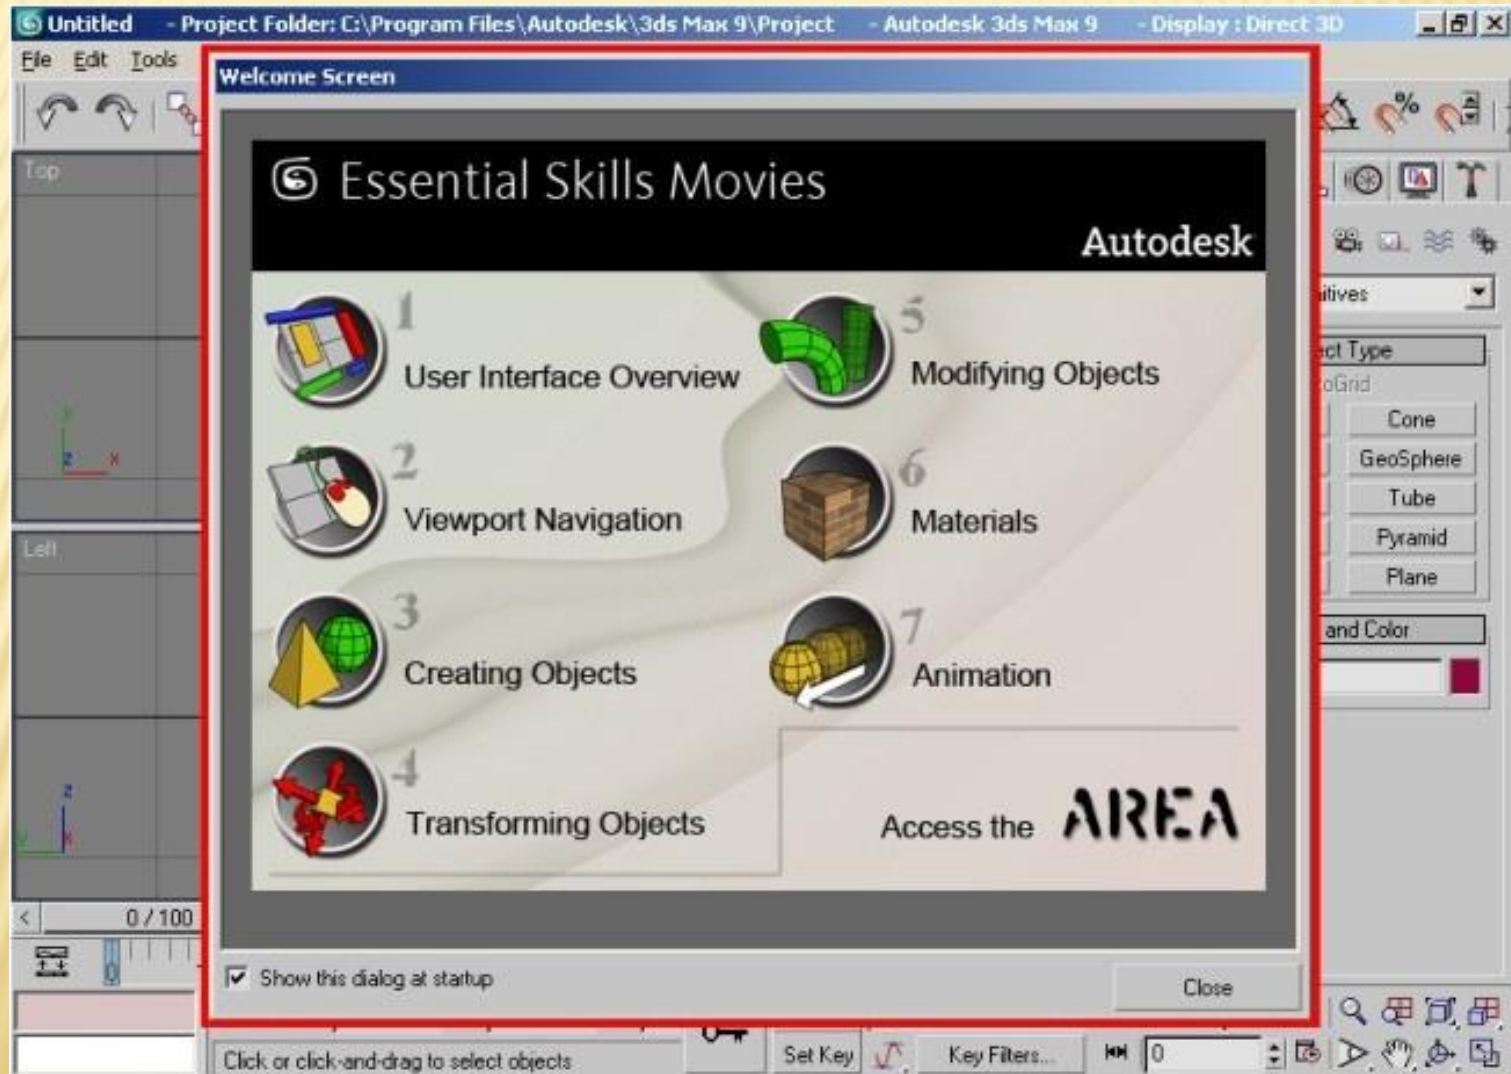 Untitled - Project Folder: C:\Program Files\Autodesk\3ds Max 9\Project - Autodesk 3ds Max 9 - Display : Direct 3D
File Edit Tools
Welcome Screen
Essential Skills Movies
Autodesk
1
User Interface Overview
2
Viewport Navigation
3
Creating Objects
4
Transforming Objects
5
Modifying Objects
6
Materials
7
Animation
Access the AREA
Show this dialog at startup
Close
Top
y
z x
Left
z
y x
0 / 100
0
%
Type
Grid
Cone
GeoSphere
Tube
Pyramid
Plane
and Color
Click or click-and-drag to select objects
Set Key
Key Filters...
0